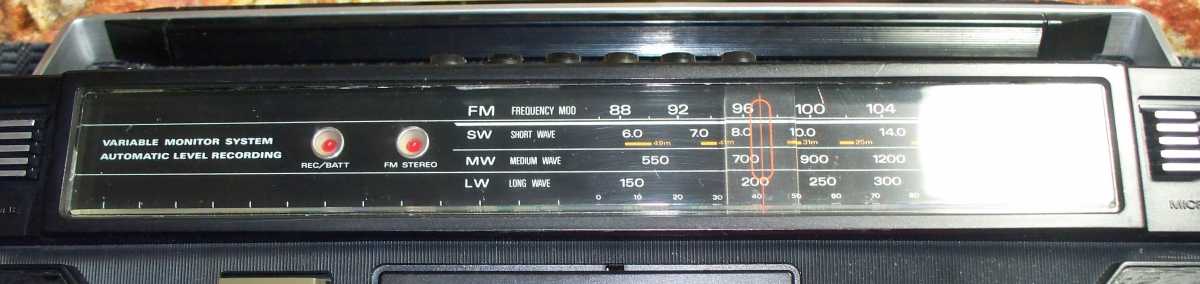 FM FREQUENCY MOD 88 92 96 100 104
SW SHORT WAVE 6.0 7.0 8.0 10.0 14.0
49m 41m 31m 25m
MW MEDIUM WAVE 550 700 900 1200
LW LONG WAVE 150 200 250 300
0 10 20 30 40 50 60 70 80
VARIABLE MONITOR SYSTEM
AUTOMATIC LEVEL RECORDING
REC/BATT
FM STEREO